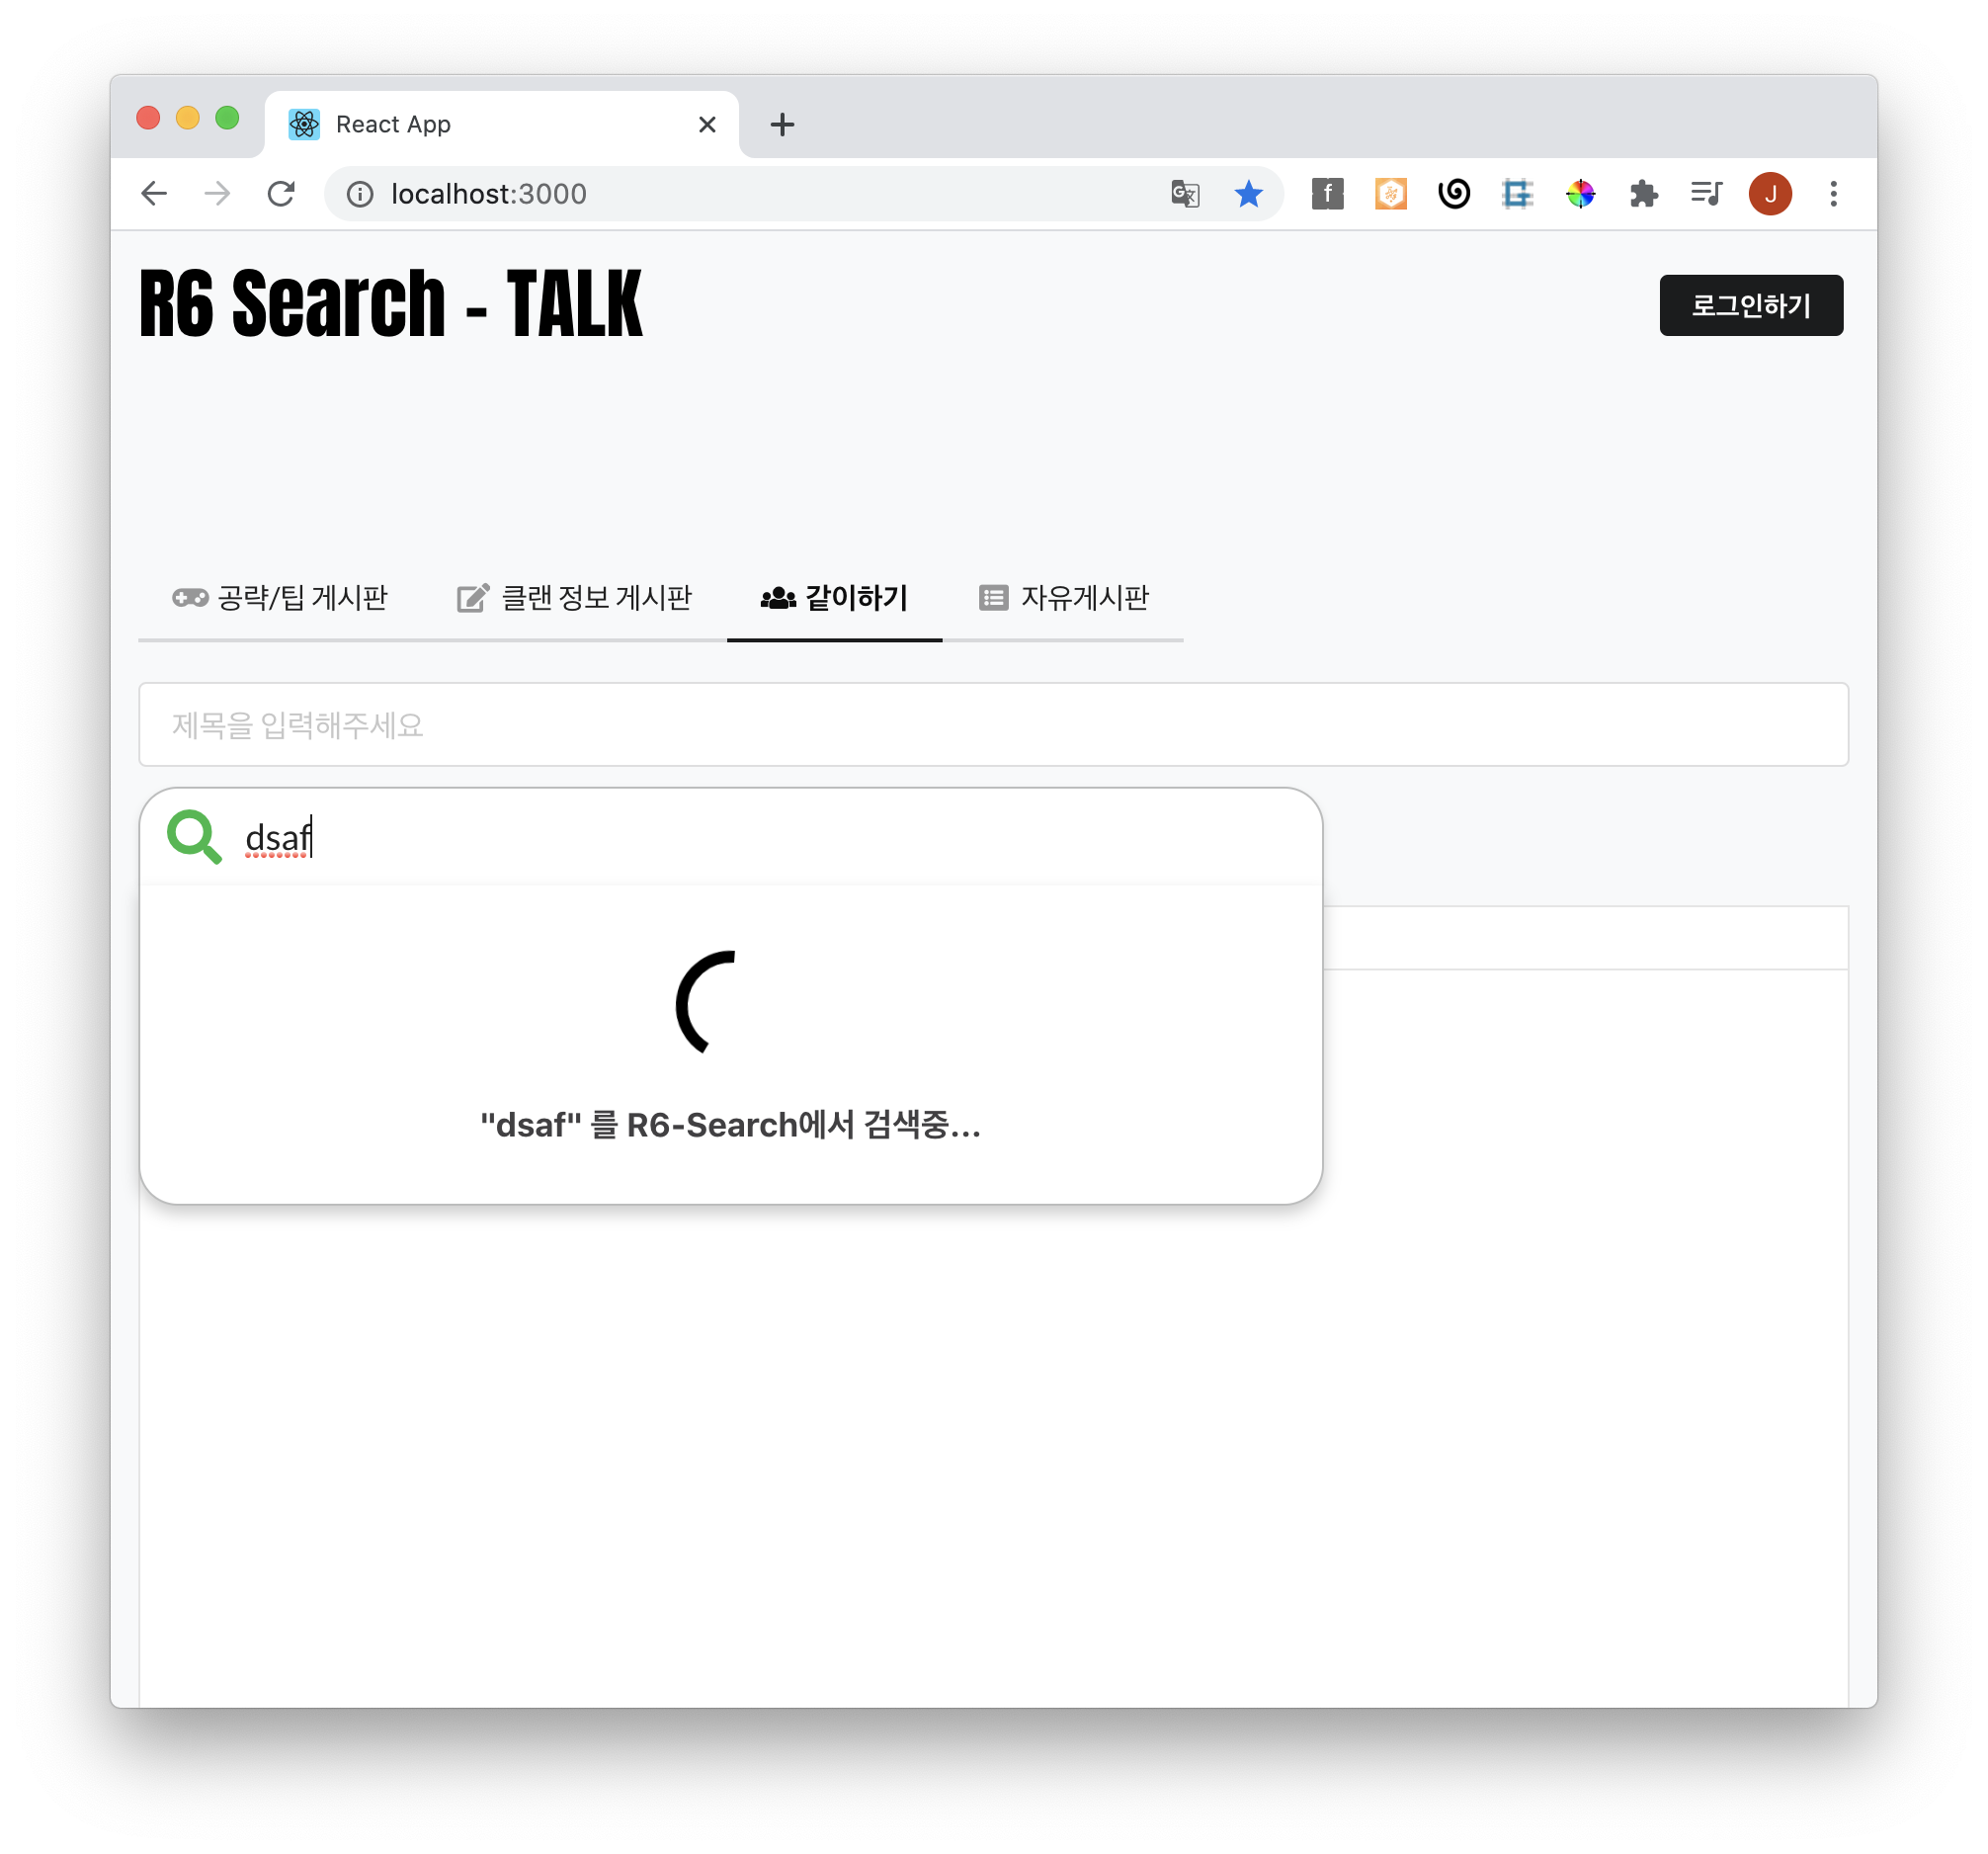 React App
localhost:3000
J
R6 Search - TALK
로그인하기
공략/팁 게시판 클랜 정보 게시판 같이하기 자유게시판
제목을 입력해주세요
dsaf
"dsaf" 를 R6-Search에서 검색중...